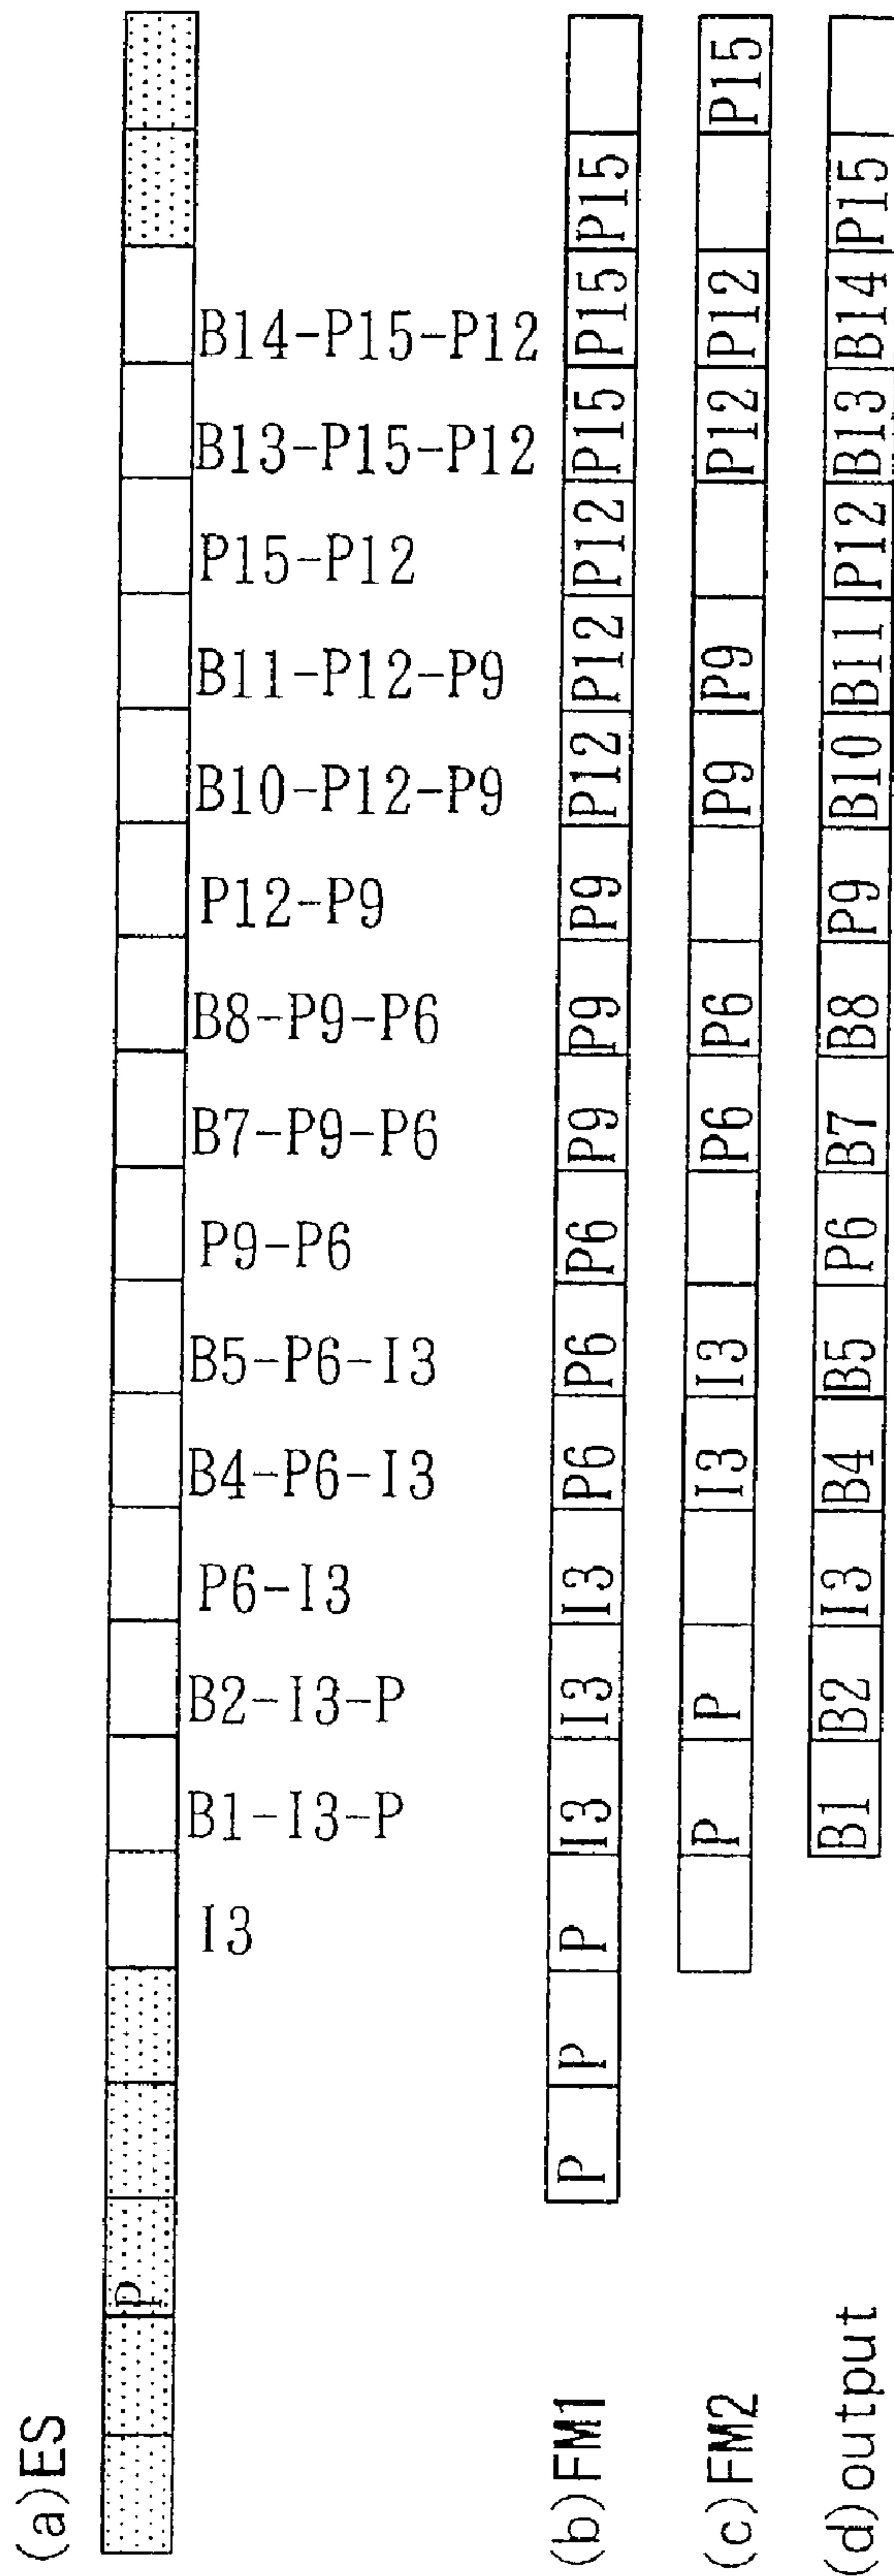 (a)ES
P
I3
B1-I3-P
B2-I3-P
P6-I3
B4-P6-I3
B5-P6-I3
P9-P6
B7-P9-P6
B8-P9-P6
P12-P9
B10-P12-P9
B11-P12-P9
P15-P12
B13-P15-P12
B14-P15-P12
(b)FM1
P P P I3 I3 I3 P6 P6 P6 P9 P9 P9 P12 P12 P12 P15 P15 P15
(c)FM2
P P I3 I3 P6 P6 P9 P9 P12 P12 P15
(d)output
B1 B2 I3 B4 B5 P6 B7 B8 P9 B10 B11 P12 B13 B14 P15